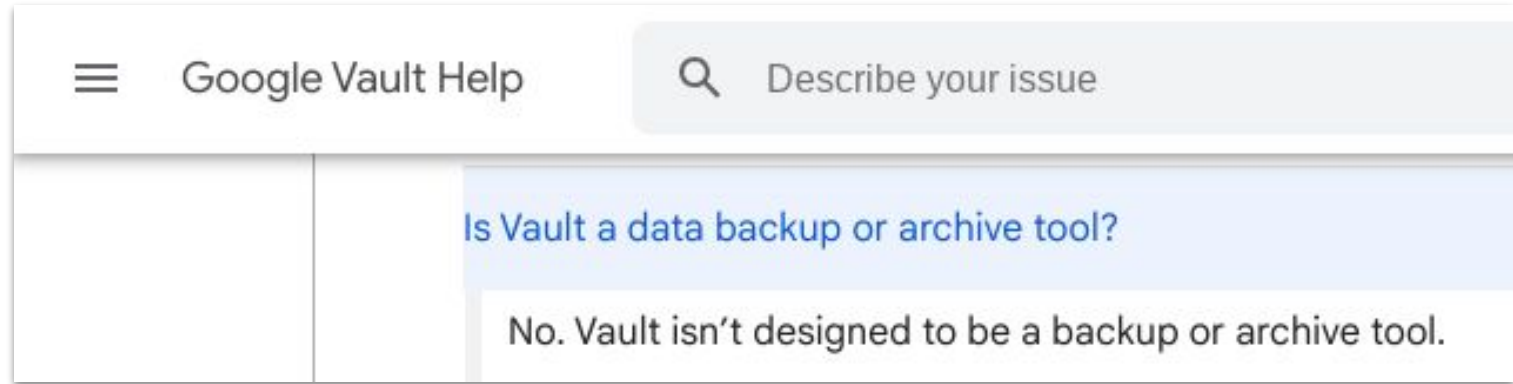 Google Vault Help
Describe your issue
Is Vault a data backup or archive tool?
No. Vault isn’t designed to be a backup or archive tool.